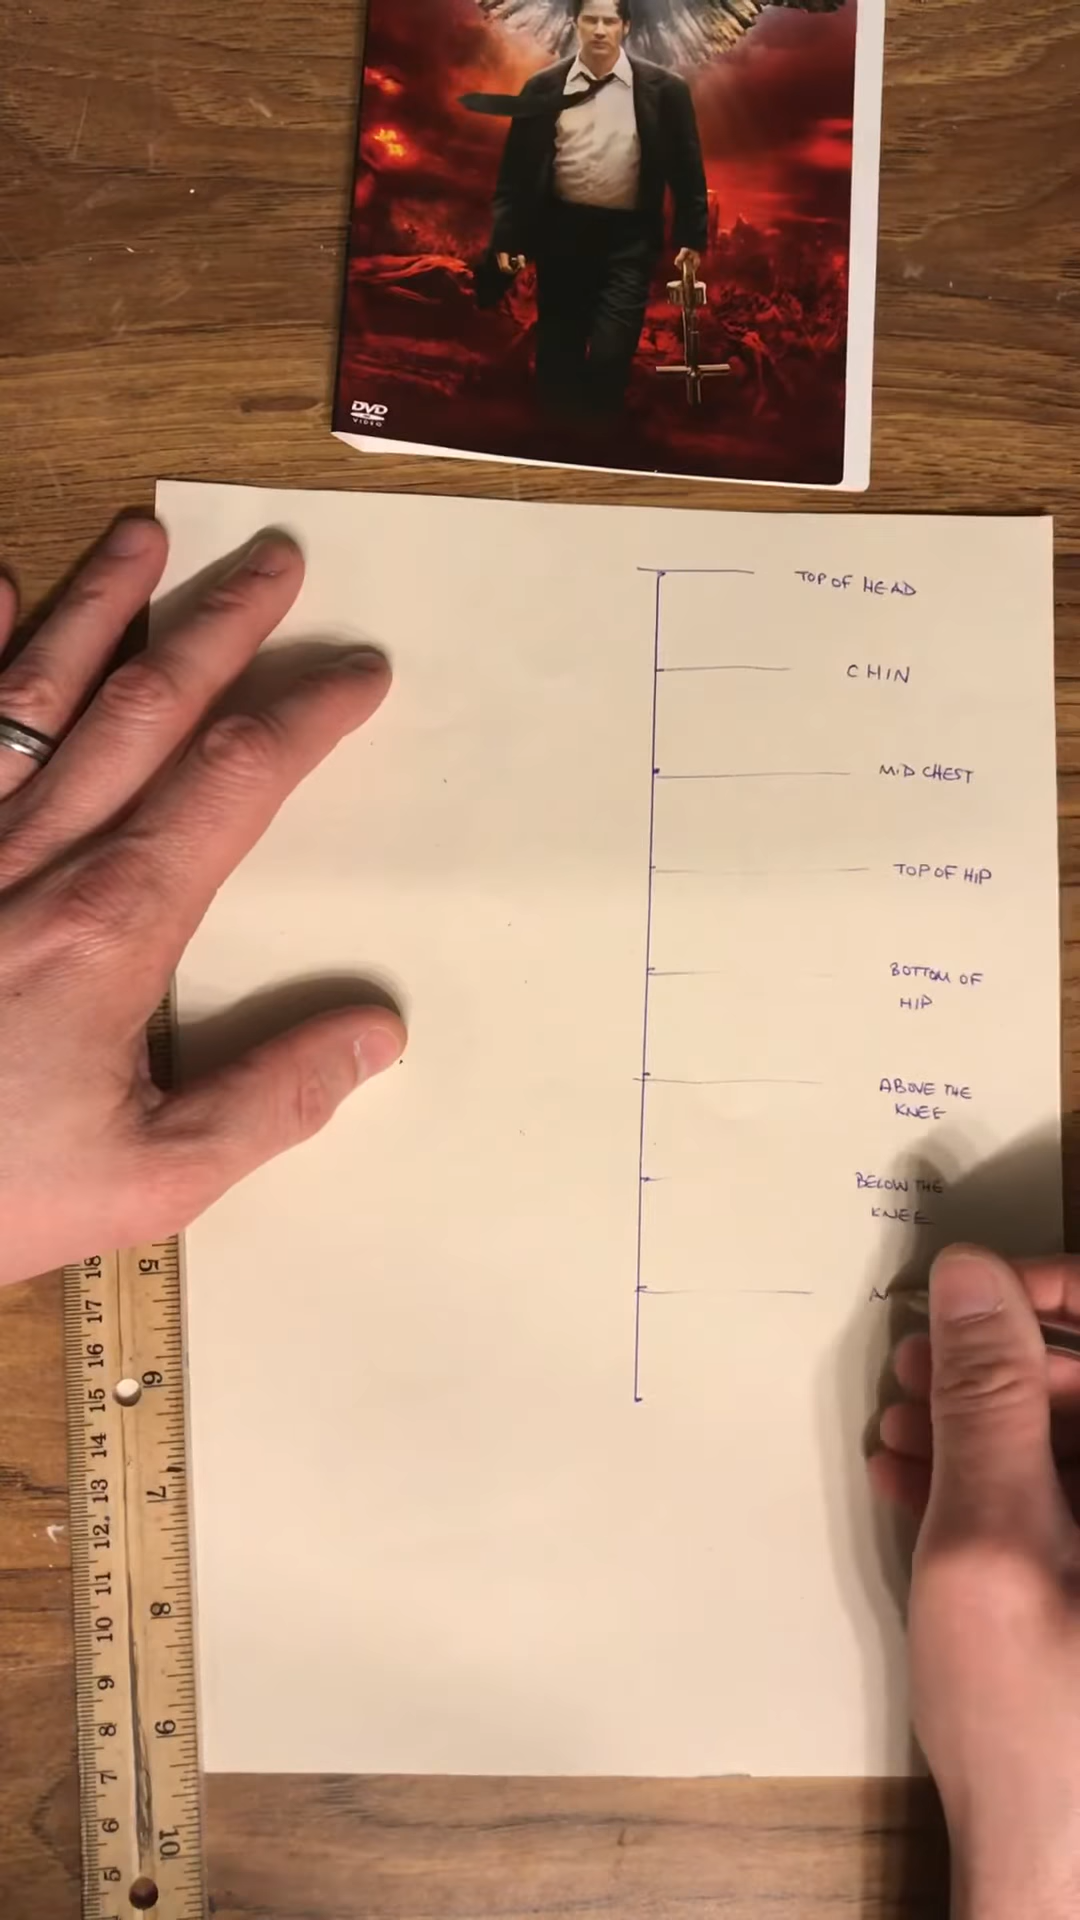 DVD
VIDEO
TOP OF HEAD
CHIN
MID CHEST
TOP OF HIP
BOTTOM OF
HIP
ABOVE THE
KNEE
BELOW THE
KNEE
18
17
16
15
14
13
12
11
10
9
8
7
6
5
5
6
7
8
9
10